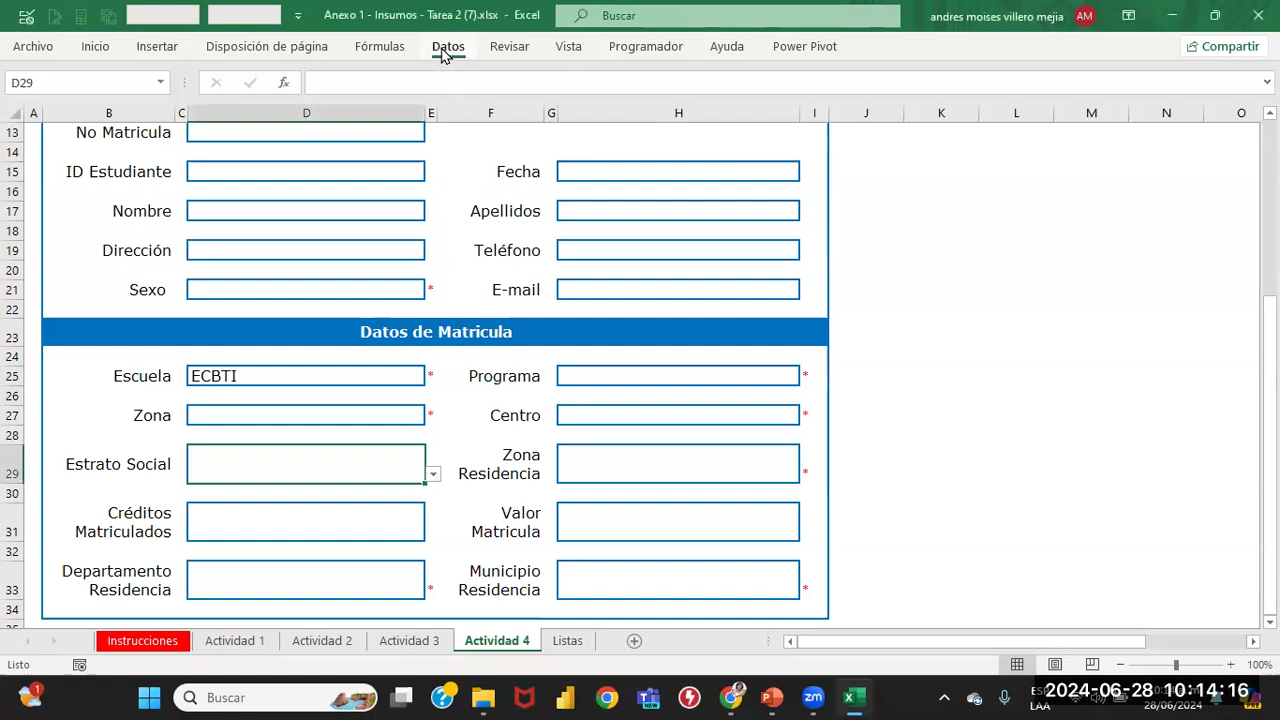 Anexo 1 - Insumos - Tarea 2 (7).xlsx - Excel
Buscar
andres moises villero mejia
AM
Archivo
Inicio
Insertar
Disposición de página
Fórmulas
Datos
Revisar
Vista
Programador
Ayuda
Power Pivot
Compartir
D29
A B C D E F G H I J K L M N O
13 No Matricula
14
15 ID Estudiante Fecha
16
17 Nombre Apellidos
18
19 Dirección Teléfono
20
21 Sexo * E-mail
22
23 Datos de Matricula
24
25 Escuela ECBTI * Programa *
26
27 Zona * Centro *
28
29 Estrato Social Zona Residencia *
30
31 Créditos Matriculados Valor Matricula
32
33 Departamento Residencia * Municipio Residencia *
34
Instrucciones
Actividad 1
Actividad 2
Actividad 3
Actividad 4
Listas
Listo
100%
1
Buscar
NEW
zm
LAA
2024-06-28 10:14:16
28/06/2024